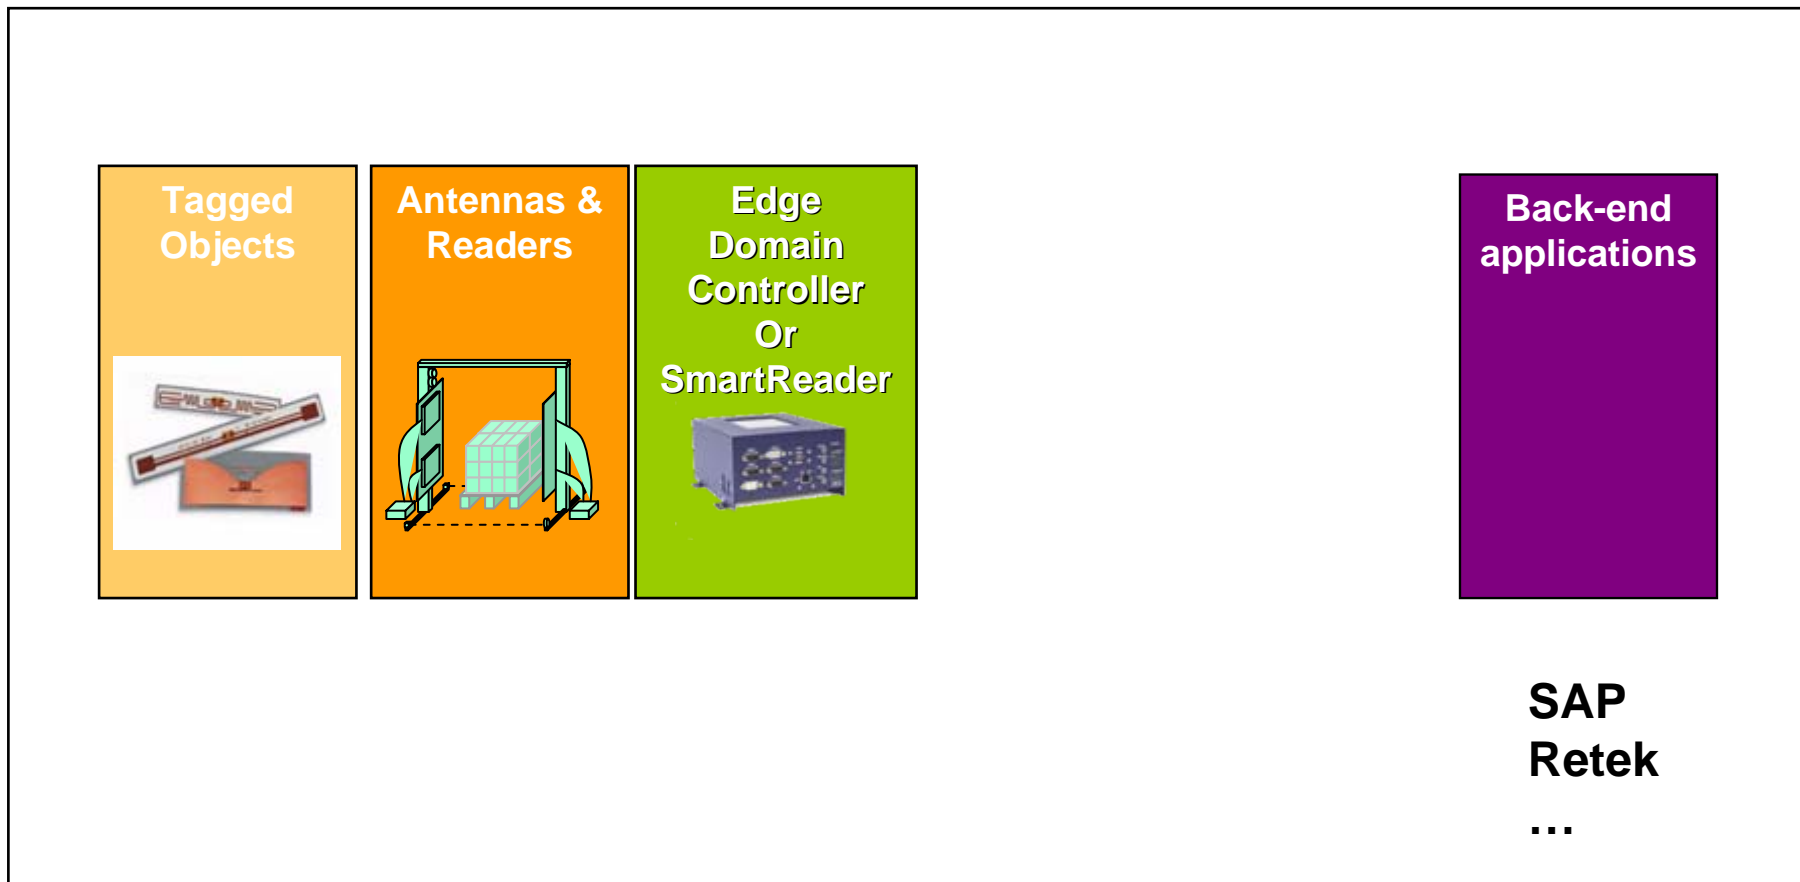 Tagged
Objects
Antennas &
Readers
Edge
Domain
Controller
Or
SmartReader
Back-end
applications
SAP
Retek
…